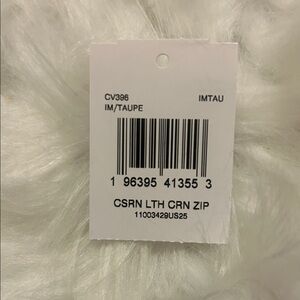 CV396 IMTAU
IM/TAUPE
1 96395 41355 3
CSRN LTH CRN ZIP
11003429US25